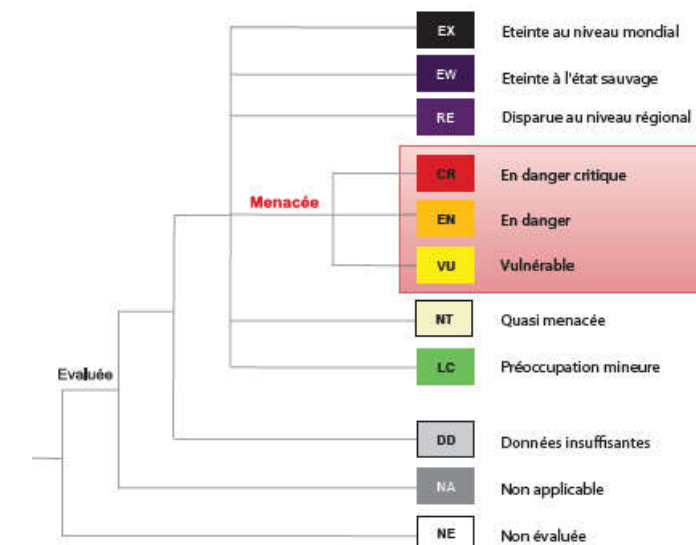 EX Eteinte au niveau mondial
EW Eteinte à l'état sauvage
RE Disparue au niveau régional
CR En danger critique
Menacée
EN En danger
VU Vulnérable
NT Quasi menacée
LC Préoccupation mineure
Evaluée
DD Données insuffisantes
NA Non applicable
NE Non évaluée